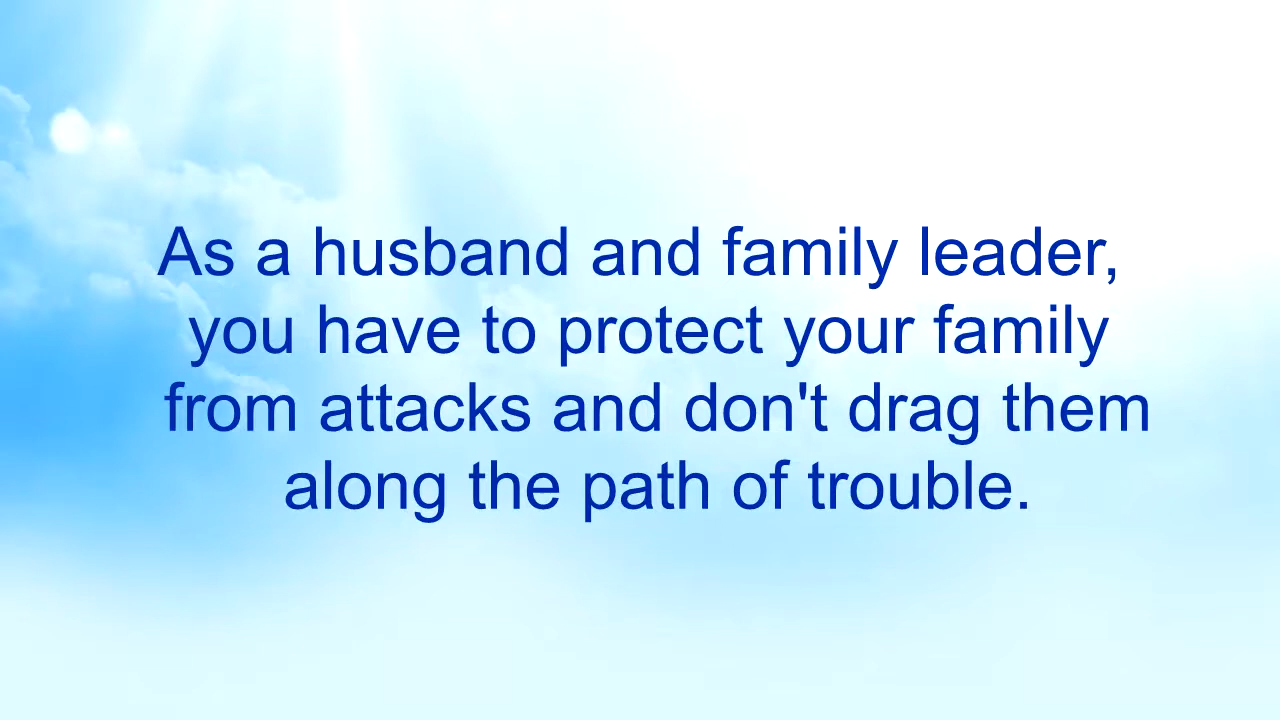 As a husband and family leader,
you have to protect your family
from attacks and don't drag them
along the path of trouble.